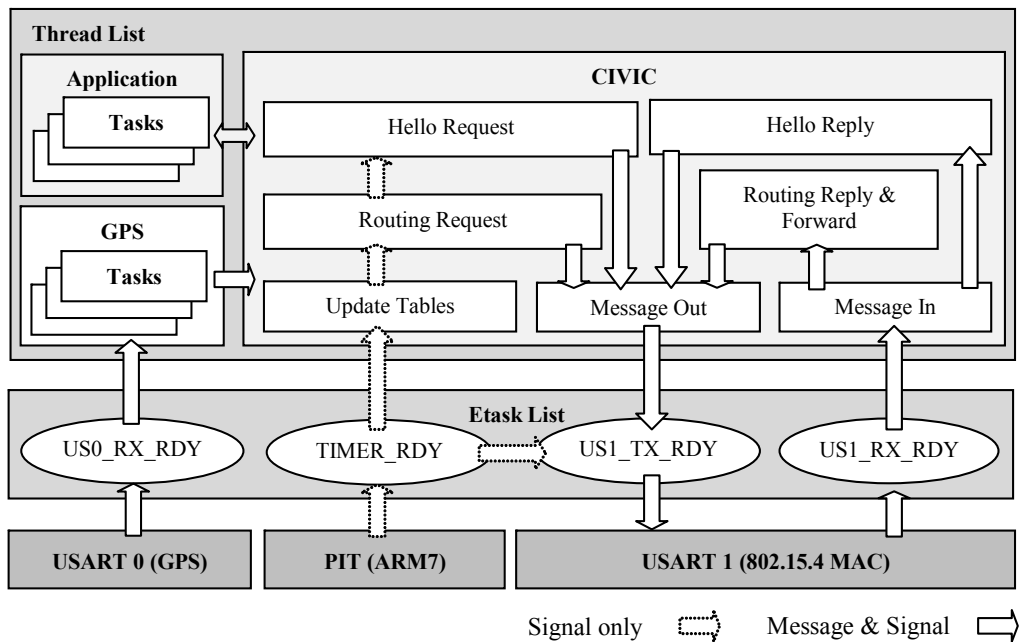 Thread List
Application
Tasks
GPS
Tasks
CIVIC
Hello Request
Hello Reply
Routing Request
Routing Reply &
Forward
Update Tables
Message Out
Message In
Etask List
US0_RX_RDY
TIMER_RDY
US1_TX_RDY
US1_RX_RDY
USART 0 (GPS)
PIT (ARM7)
USART 1 (802.15.4 MAC)
Signal only
Message & Signal